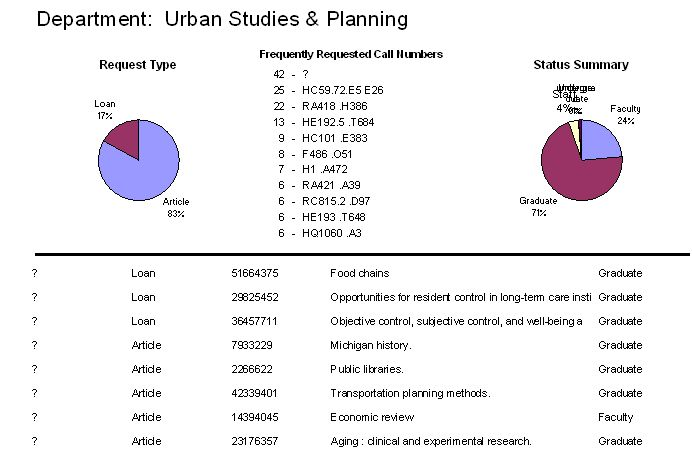 Department: Urban Studies & Planning
Request Type
Loan
17%
Article
83%
Frequently Requested Call Numbers
42 - ?
25 - HC59.72.E5 E26
22 - RA418 .H386
13 - HE192.5 .T684
9 - HC101 .E383
8 - F486 .O51
7 - H1 .A472
6 - RA421 .A39
6 - RC815.2 .D97
6 - HE193 .T648
6 - HQ1060 .A3
Status Summary
Staff
4%
Faculty
24%
Graduate
71%
? Loan 51664375 Food chains Graduate
? Loan 29825452 Opportunities for resident control in long-term care insti Graduate
? Loan 36457711 Objective control, subjective control, and well-being a Graduate
? Article 7933229 Michigan history. Graduate
? Article 2266622 Public libraries. Graduate
? Article 42339401 Transportation planning methods. Graduate
? Article 14394045 Economic review Faculty
? Article 23176357 Aging : clinical and experimental research. Graduate